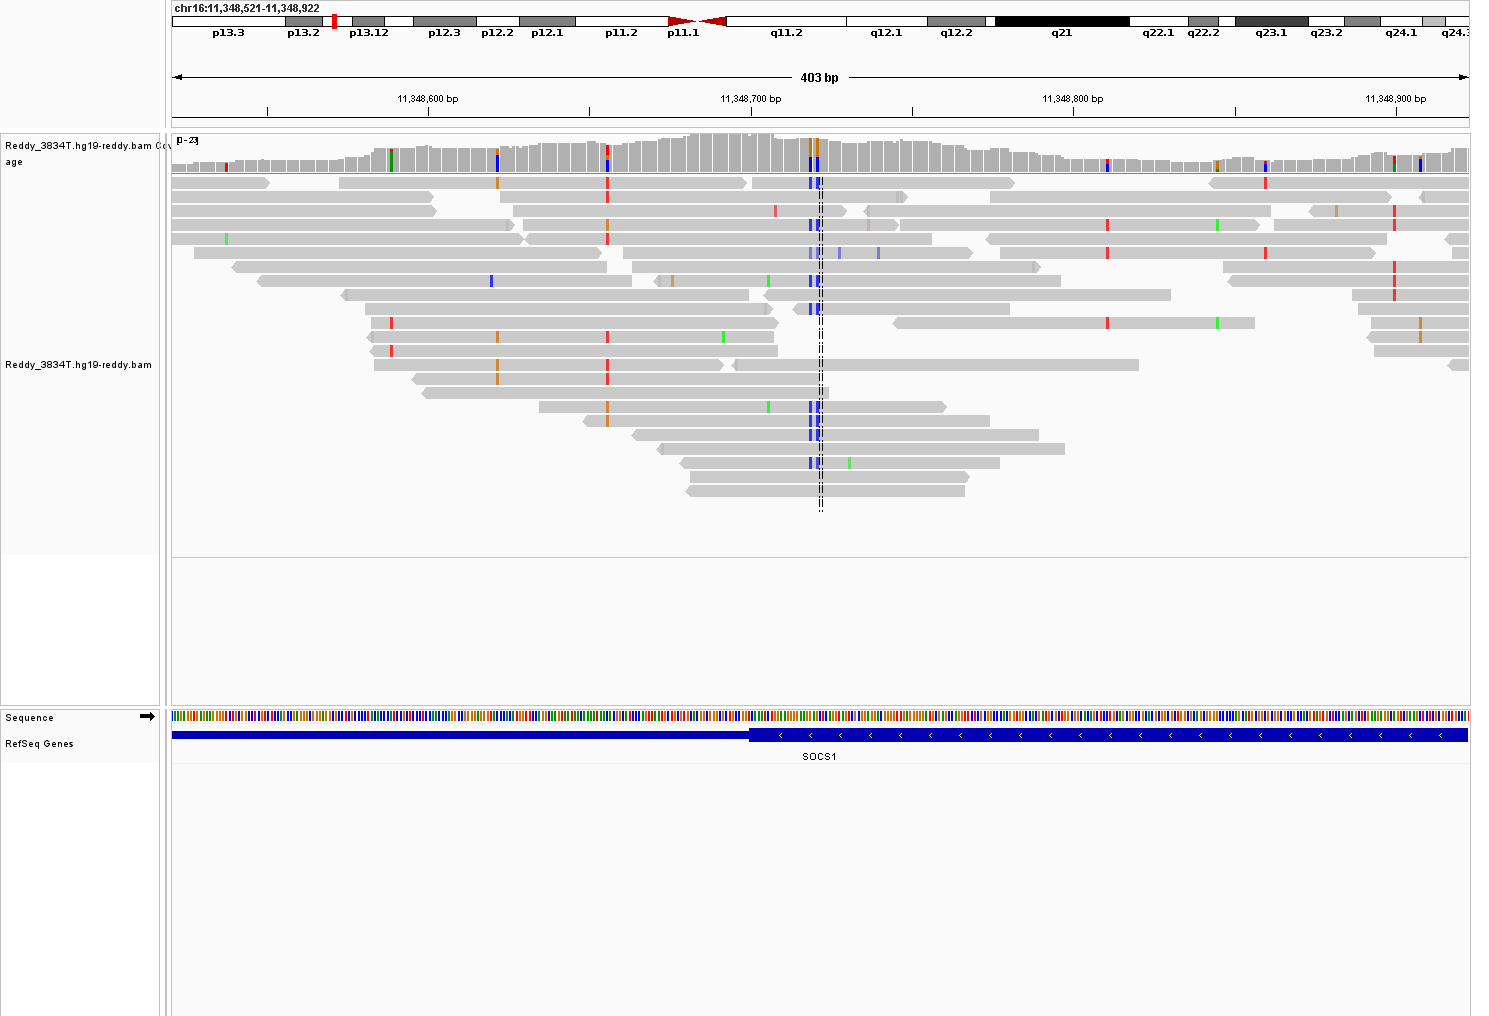 chr16:11,348,521-11,348,922
p13.3 p13.2 p13.12 p12.3 p12.2 p12.1 p11.2 p11.1 q11.2 q12.1 q12.2 q21 q22.1 q22.2 q23.1 q23.2 q24.1
403 bp
11,348,600 bp 11,348,700 bp 11,348,800 bp 11,348,900 bp
Reddy_3834T.hg19-reddy.bam Cov
age
[0-23]
Reddy_3834T.hg19-reddy.bam
Sequence
RefSeq Genes
SOCS1